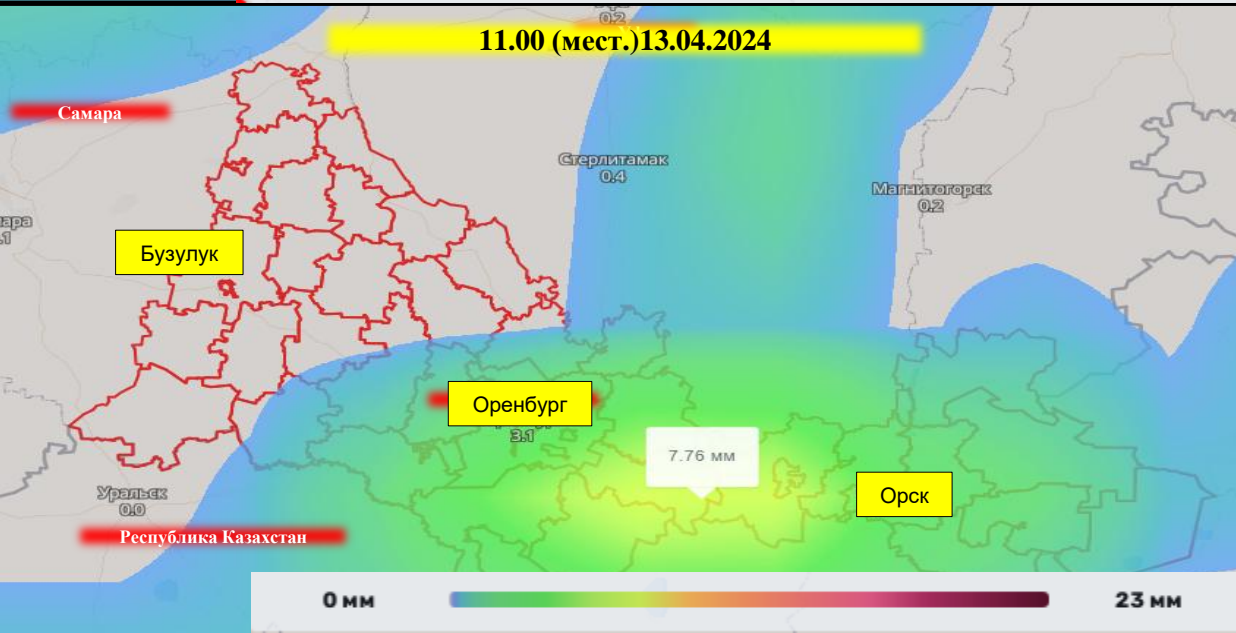 0.2
11.00 (мест.)13.04.2024
Самара
Стерлитамак
0.4
Магнитогорск
0.2
Бузулук
Оренбург
3.1
7.76 мм
Орск
Уральск
0.0
Республика Казахстан
0 мм
23 мм